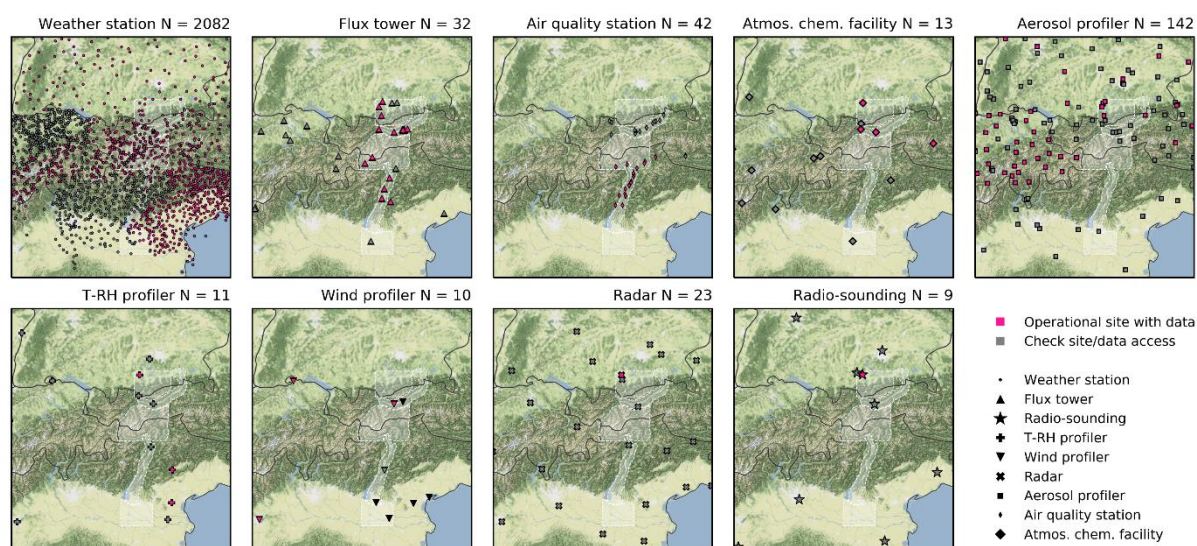 Weather station N = 2082
Flux tower N = 32
Air quality station N = 42
Atmos. chem. facility N = 13
Aerosol profiler N = 142
T-RH profiler N = 11
Wind profiler N = 10
Radar N = 23
Radio-sounding N = 9
Operational site with data
Check site/data access
Weather station
Flux tower
Radio-sounding
T-RH profiler
Wind profiler
Radar
Aerosol profiler
Air quality station
Atmos. chem. facility